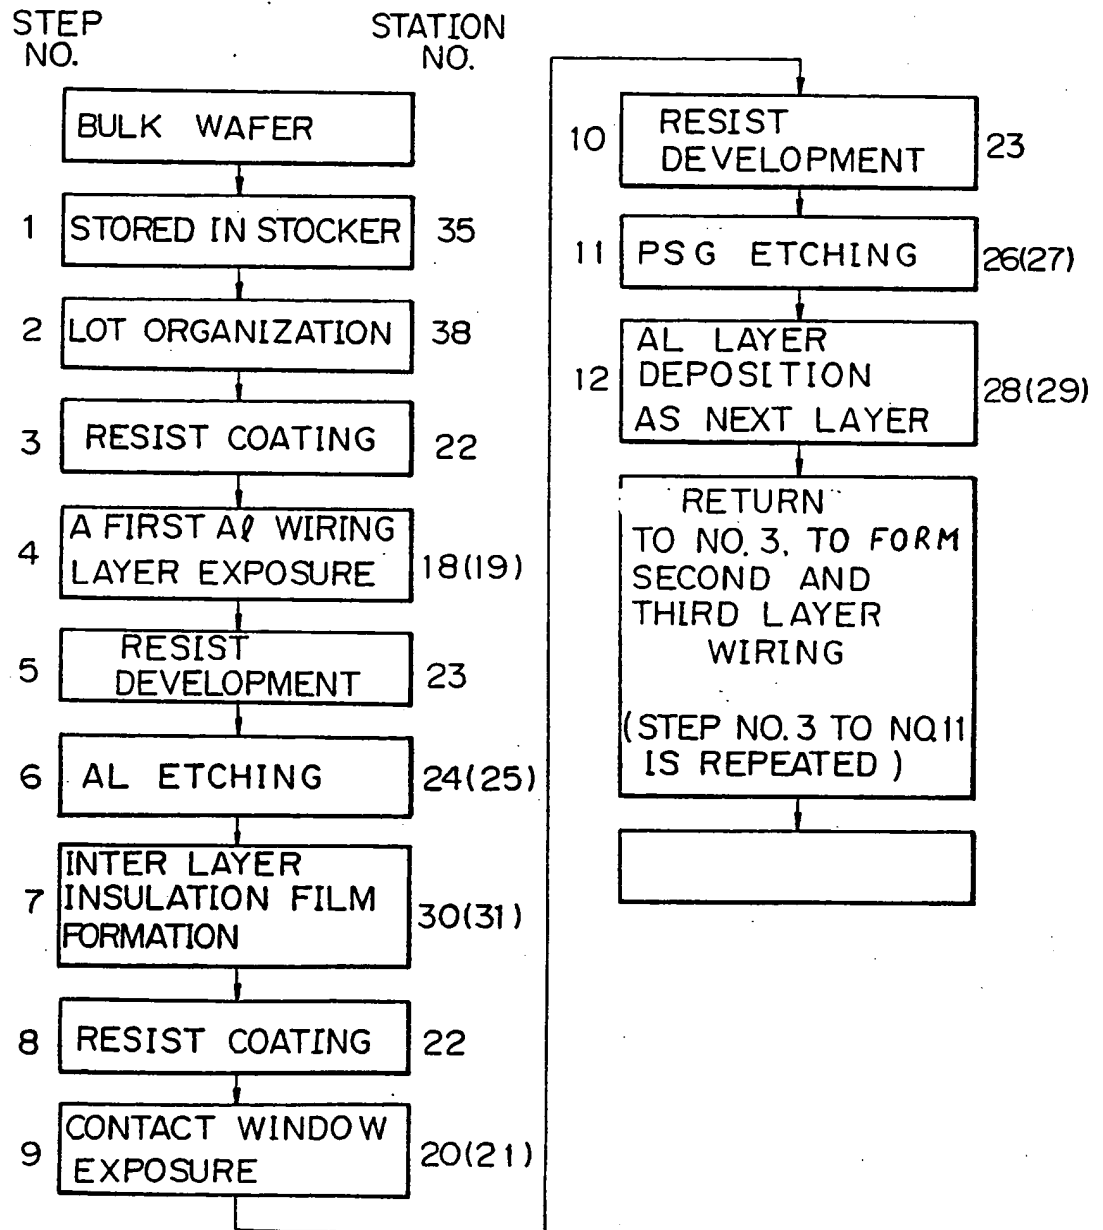 STEP NO.
STATION NO.
BULK WAFER
1 STORED IN STOCKER 35
2 LOT ORGANIZATION 38
3 RESIST COATING 22
4 A FIRST Aℓ WIRING
LAYER EXPOSURE 18(19)
5 RESIST
DEVELOPMENT 23
6 AL ETCHING 24(25)
7 INTER LAYER
INSULATION FILM
FORMATION 30(31)
8 RESIST COATING 22
9 CONTACT WINDOW
EXPOSURE 20(21)
10 RESIST
DEVELOPMENT 23
11 PSG ETCHING 26(27)
12 AL LAYER
DEPOSITION
AS NEXT LAYER 28(29)
RETURN
TO NO. 3, TO FORM
SECOND AND
THIRD LAYER
WIRING
(STEP NO. 3 TO NO.11
IS REPEATED )